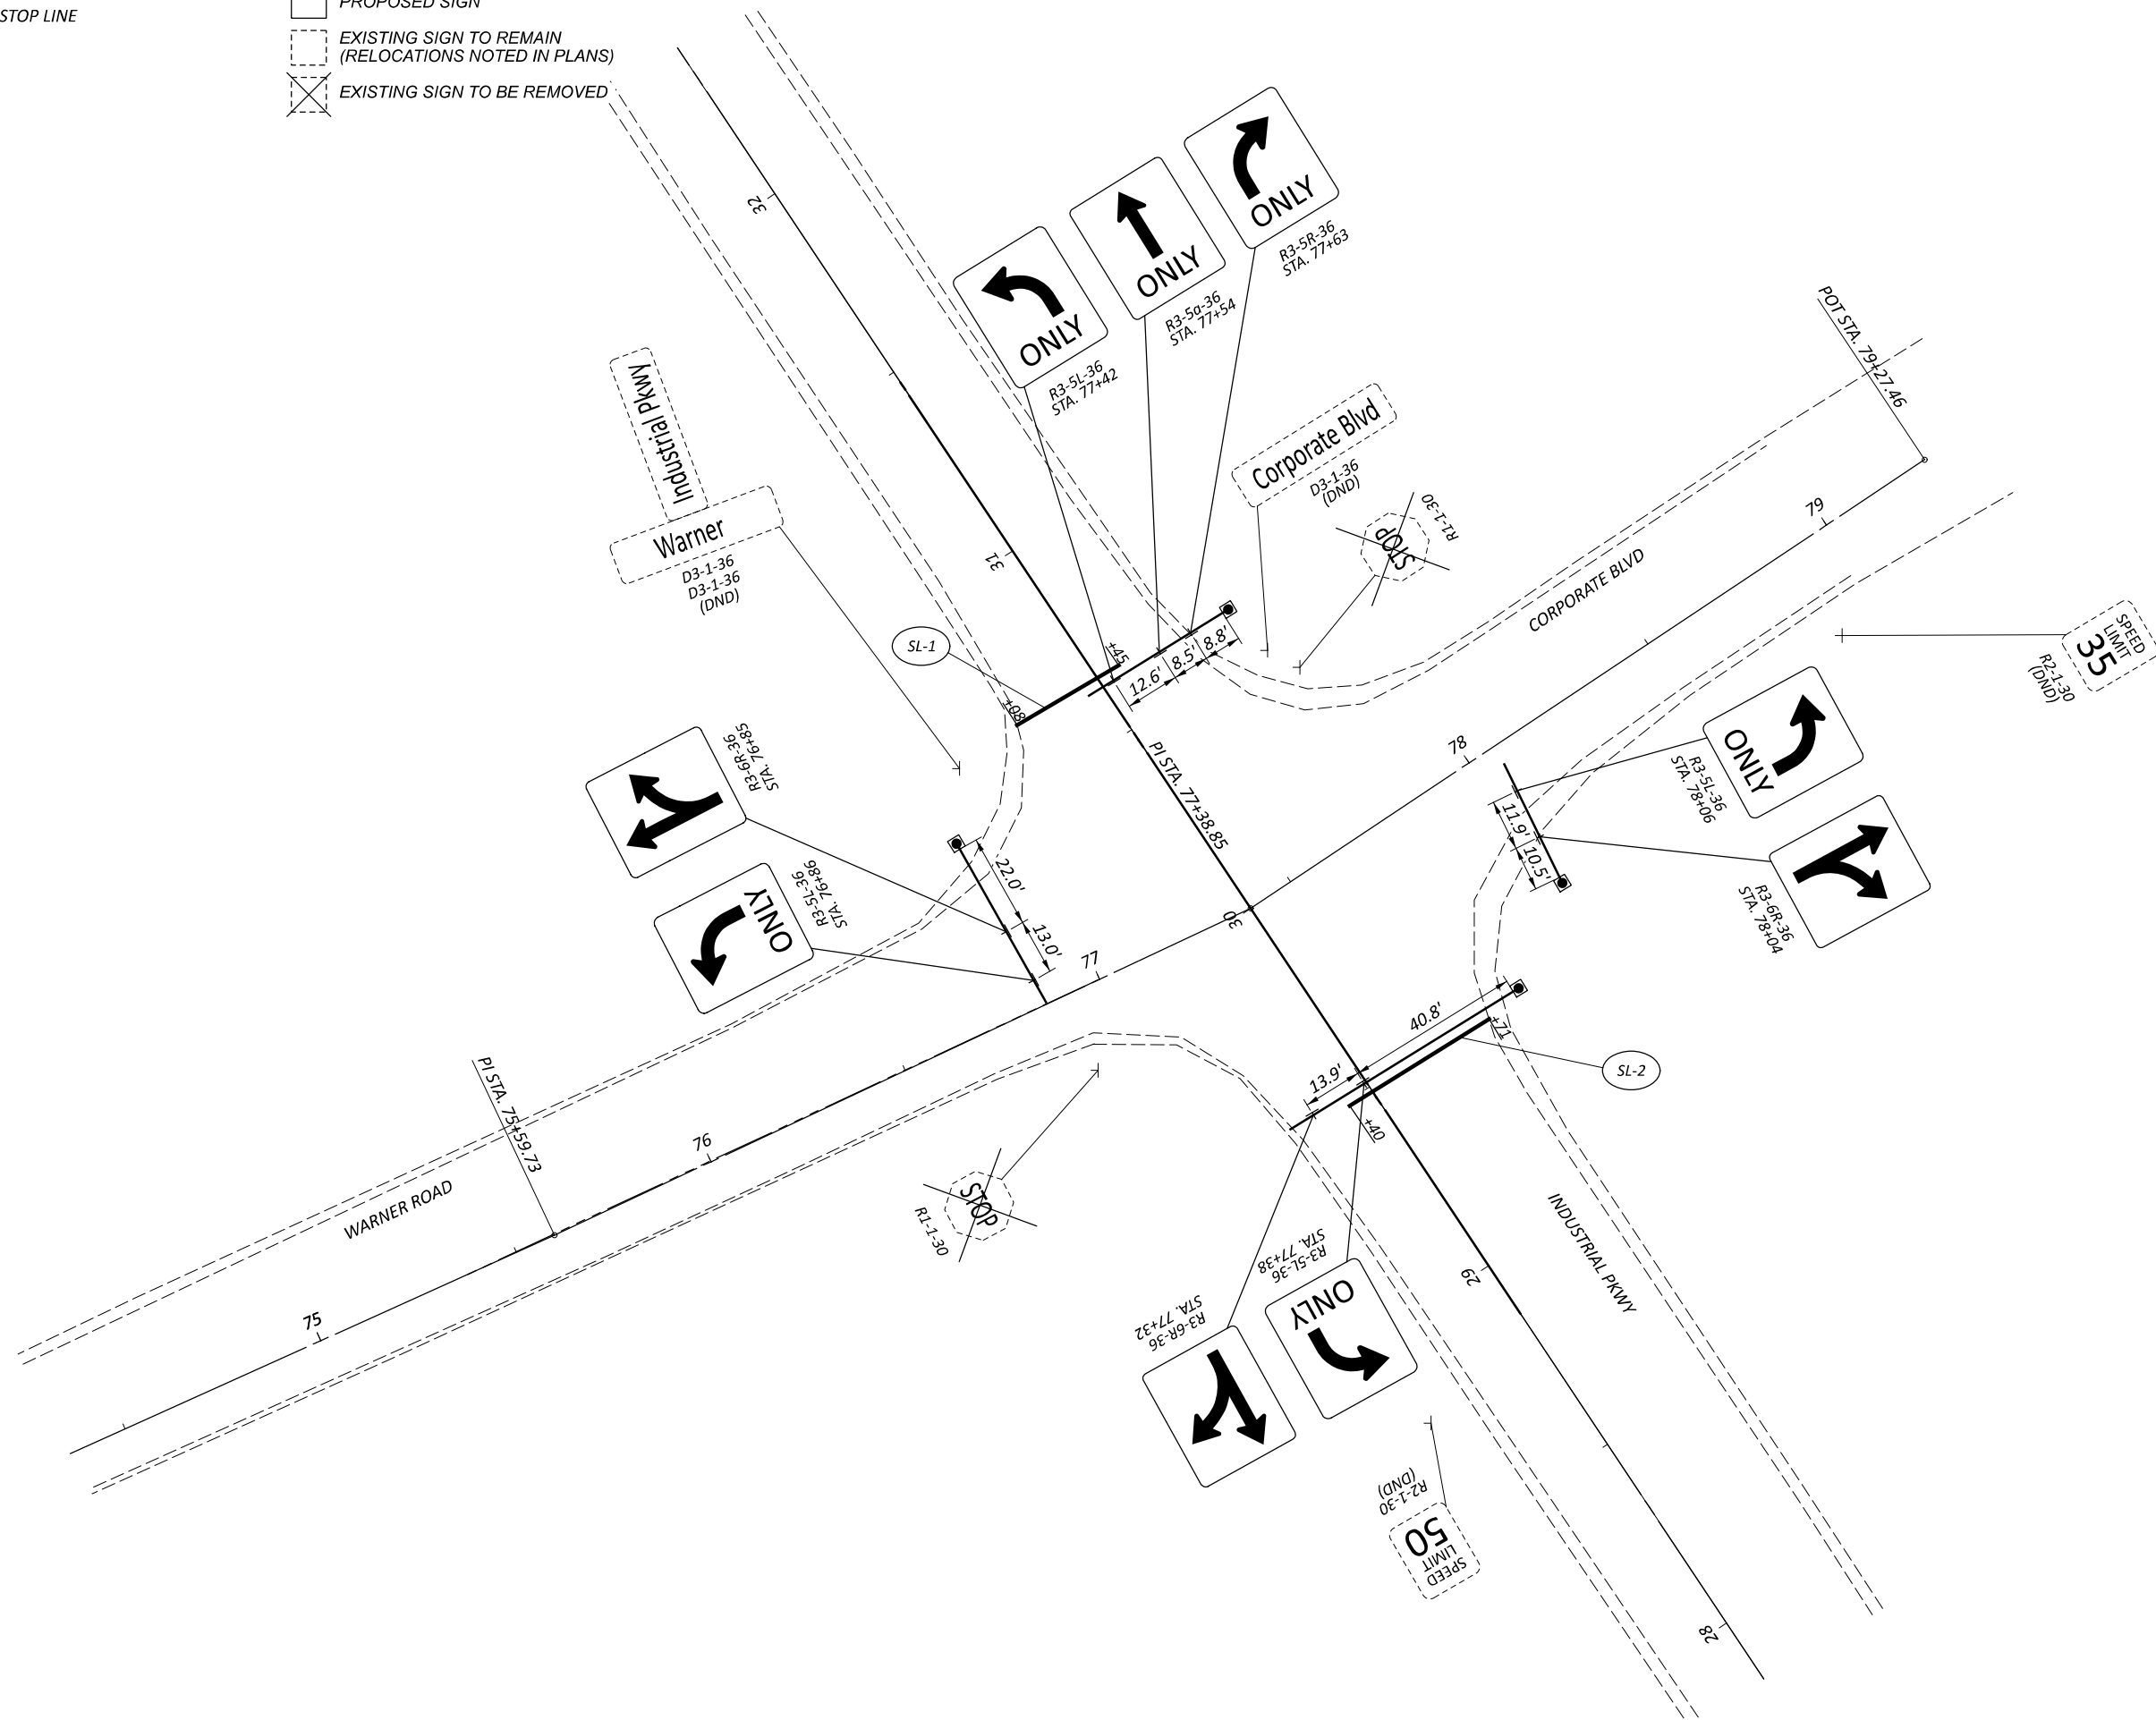 STOP LINE
PROPOSED SIGN
EXISTING SIGN TO REMAIN
(RELOCATIONS NOTED IN PLANS)
EXISTING SIGN TO BE REMOVED
32
ONLY
R3-5R-36
STA. 77+63
ONLY
R3-5a-36
STA. 77+54
ONLY
R3-5L-36
STA. 77+42
POT STA. 79+27.46
Industrial Pkwy
Warner
D3-1-36
D3-1-36
(DND)
Corporate Blvd
D3-1-36
(DND)
STOP
R1-1-30
31
79
CORPORATE BLVD
SPEED
LIMIT
35
R2-1-30
(DND)
SL-1
+45
+08
12.6'
8.5'
8.8'
PI STA. 77+38.85
78
ONLY
R3-5L-36
STA. 78+06
R3-6R-36
STA. 76+85
R3-5L-36
STA. 76+86
ONLY
22.0'
13.0'
11.9'
10.5'
R3-6R-36
STA. 78+04
30
77
40.8'
13.9'
+71
+40
SL-2
PI STA. 75+59.73
76
WARNER ROAD
STOP
R1-1-30
75
INDUSTRIAL PKWY
29
R3-5L-36
STA. 77+38
ONLY
R3-6R-36
STA. 77+32
SPEED
LIMIT
50
R2-1-30
(DND)
28